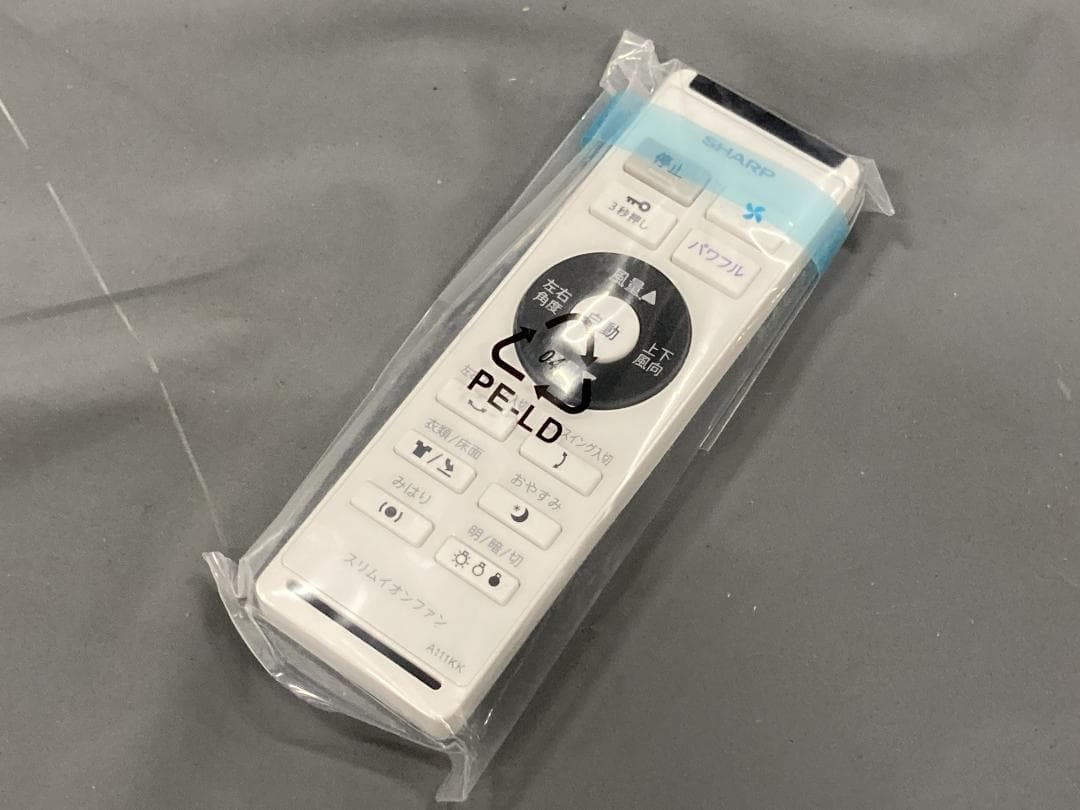 SHARP
停止
3秒押し
パワフル
風量▲
左右
角度
自動
上下
風向
04
PE-LD
スイング入切
衣類/床面
おやすみ
みはり
明/暗/切
スリムイオンファン
A111KK